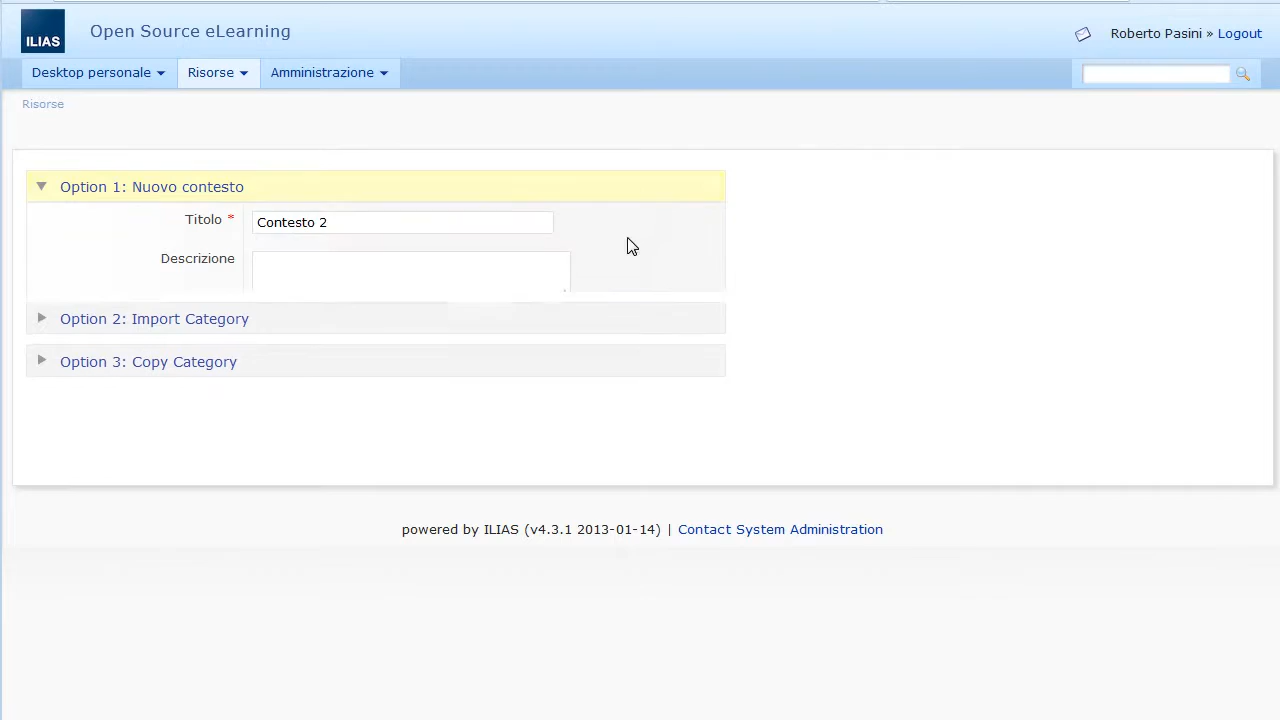 ILIAS
Open Source eLearning
Roberto Pasini » Logout
Desktop personale
Risorse
Amministrazione
Risorse
Option 1: Nuovo contesto
Titolo *
Contesto 2
Descrizione
Option 2: Import Category
Option 3: Copy Category
powered by ILIAS (v4.3.1 2013-01-14) | Contact System Administration